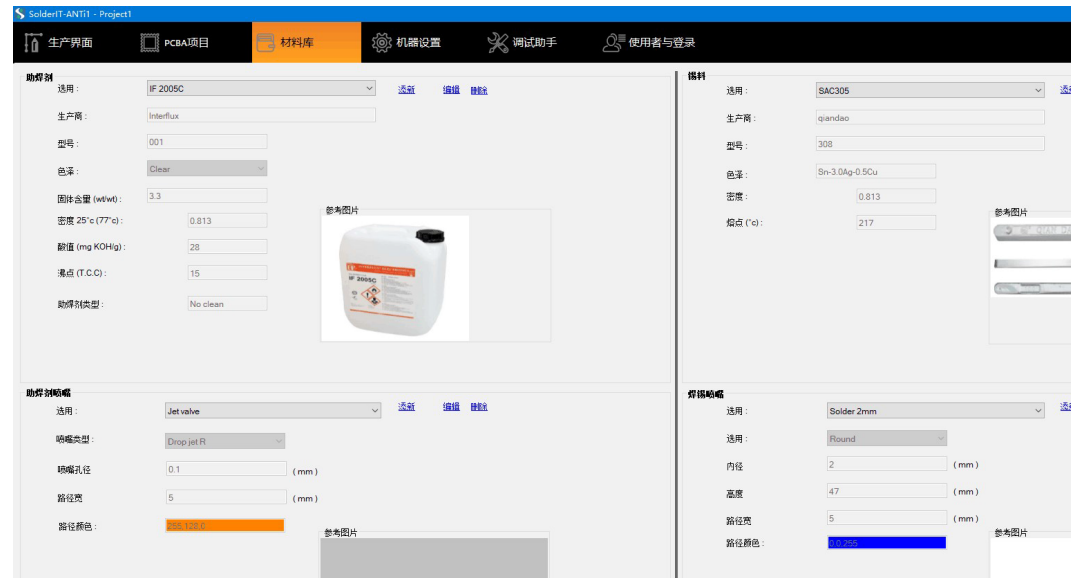 SolderIT-ANTi1 - Project1
生产界面 PCBA项目 材料库 机器设置 调试助手 使用者与登录
助焊剂
选用 : IF 2005C 添新 编辑 删除
生产商 : Interflux
型号 : 001
色泽 : Clear
固体含量 (wt/wt) : 3.3
密度 25°c (77°c) : 0.813
酸值 (mg KOH/g) : 28
沸点 (T.C.C) : 15
助焊剂类型 : No clean
参考图片
IF 2005C
锡料
选用 : SAC305
生产商 : qiandao
型号 : 308
色泽 : Sn-3.0Ag-0.5Cu
密度 : 0.813
熔点 (°c) : 217
参考图片
助焊剂喷嘴
选用 : Jet valve 添新 编辑 删除
喷嘴类型 : Drop jet R
喷嘴孔径 0.1 (mm)
路径宽 5 (mm)
路径颜色 : 255,128,0
参考图片
焊锡喷嘴
选用 : Solder 2mm
选用 : Round
内径 2 (mm)
高度 47 (mm)
路径宽 5 (mm)
路径颜色 : 0,0,255
参考图片